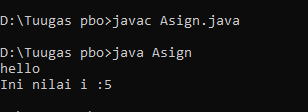 D:\Tuugas pbo>javac Asign.java
D:\Tuugas pbo>java Asign
hello
Ini nilai i :5